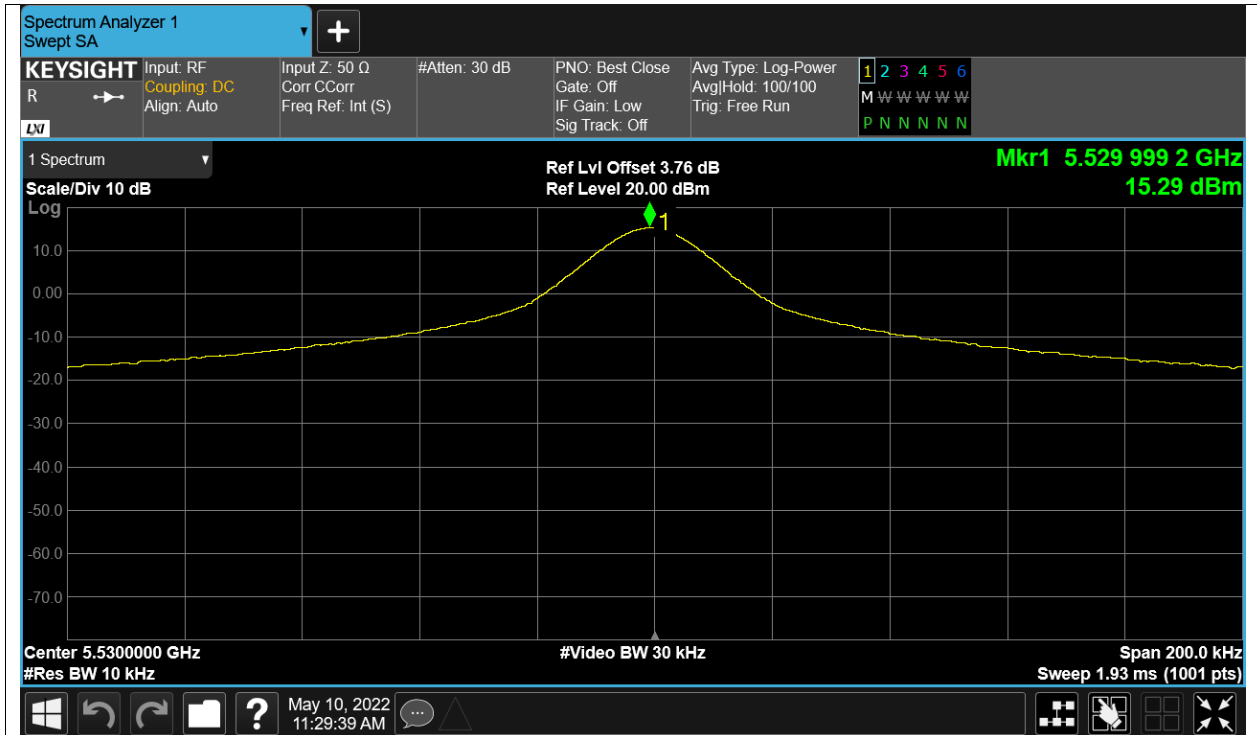 Spectrum Analyzer 1
Swept SA
KEYSIGHT
R
LXI
Input: RF
Coupling: DC
Align: Auto
Input Z: 50 Ω
Corr CCorr
Freq Ref: Int (S)
#Atten: 30 dB
PNO: Best Close
Gate: Off
IF Gain: Low
Sig Track: Off
Avg Type: Log-Power
Avg|Hold: 100/100
Trig: Free Run
1 2 3 4 5 6
M W W W W W
P N N N N N
1 Spectrum
Scale/Div 10 dB
Log
Ref Lvl Offset 3.76 dB
Ref Level 20.00 dBm
Mkr1 5.529 999 2 GHz
15.29 dBm
1
10.0
0.00
-10.0
-20.0
-30.0
-40.0
-50.0
-60.0
-70.0
Center 5.5300000 GHz
#Res BW 10 kHz
#Video BW 30 kHz
Span 200.0 kHz
Sweep 1.93 ms (1001 pts)
?
May 10, 2022
11:29:39 AM